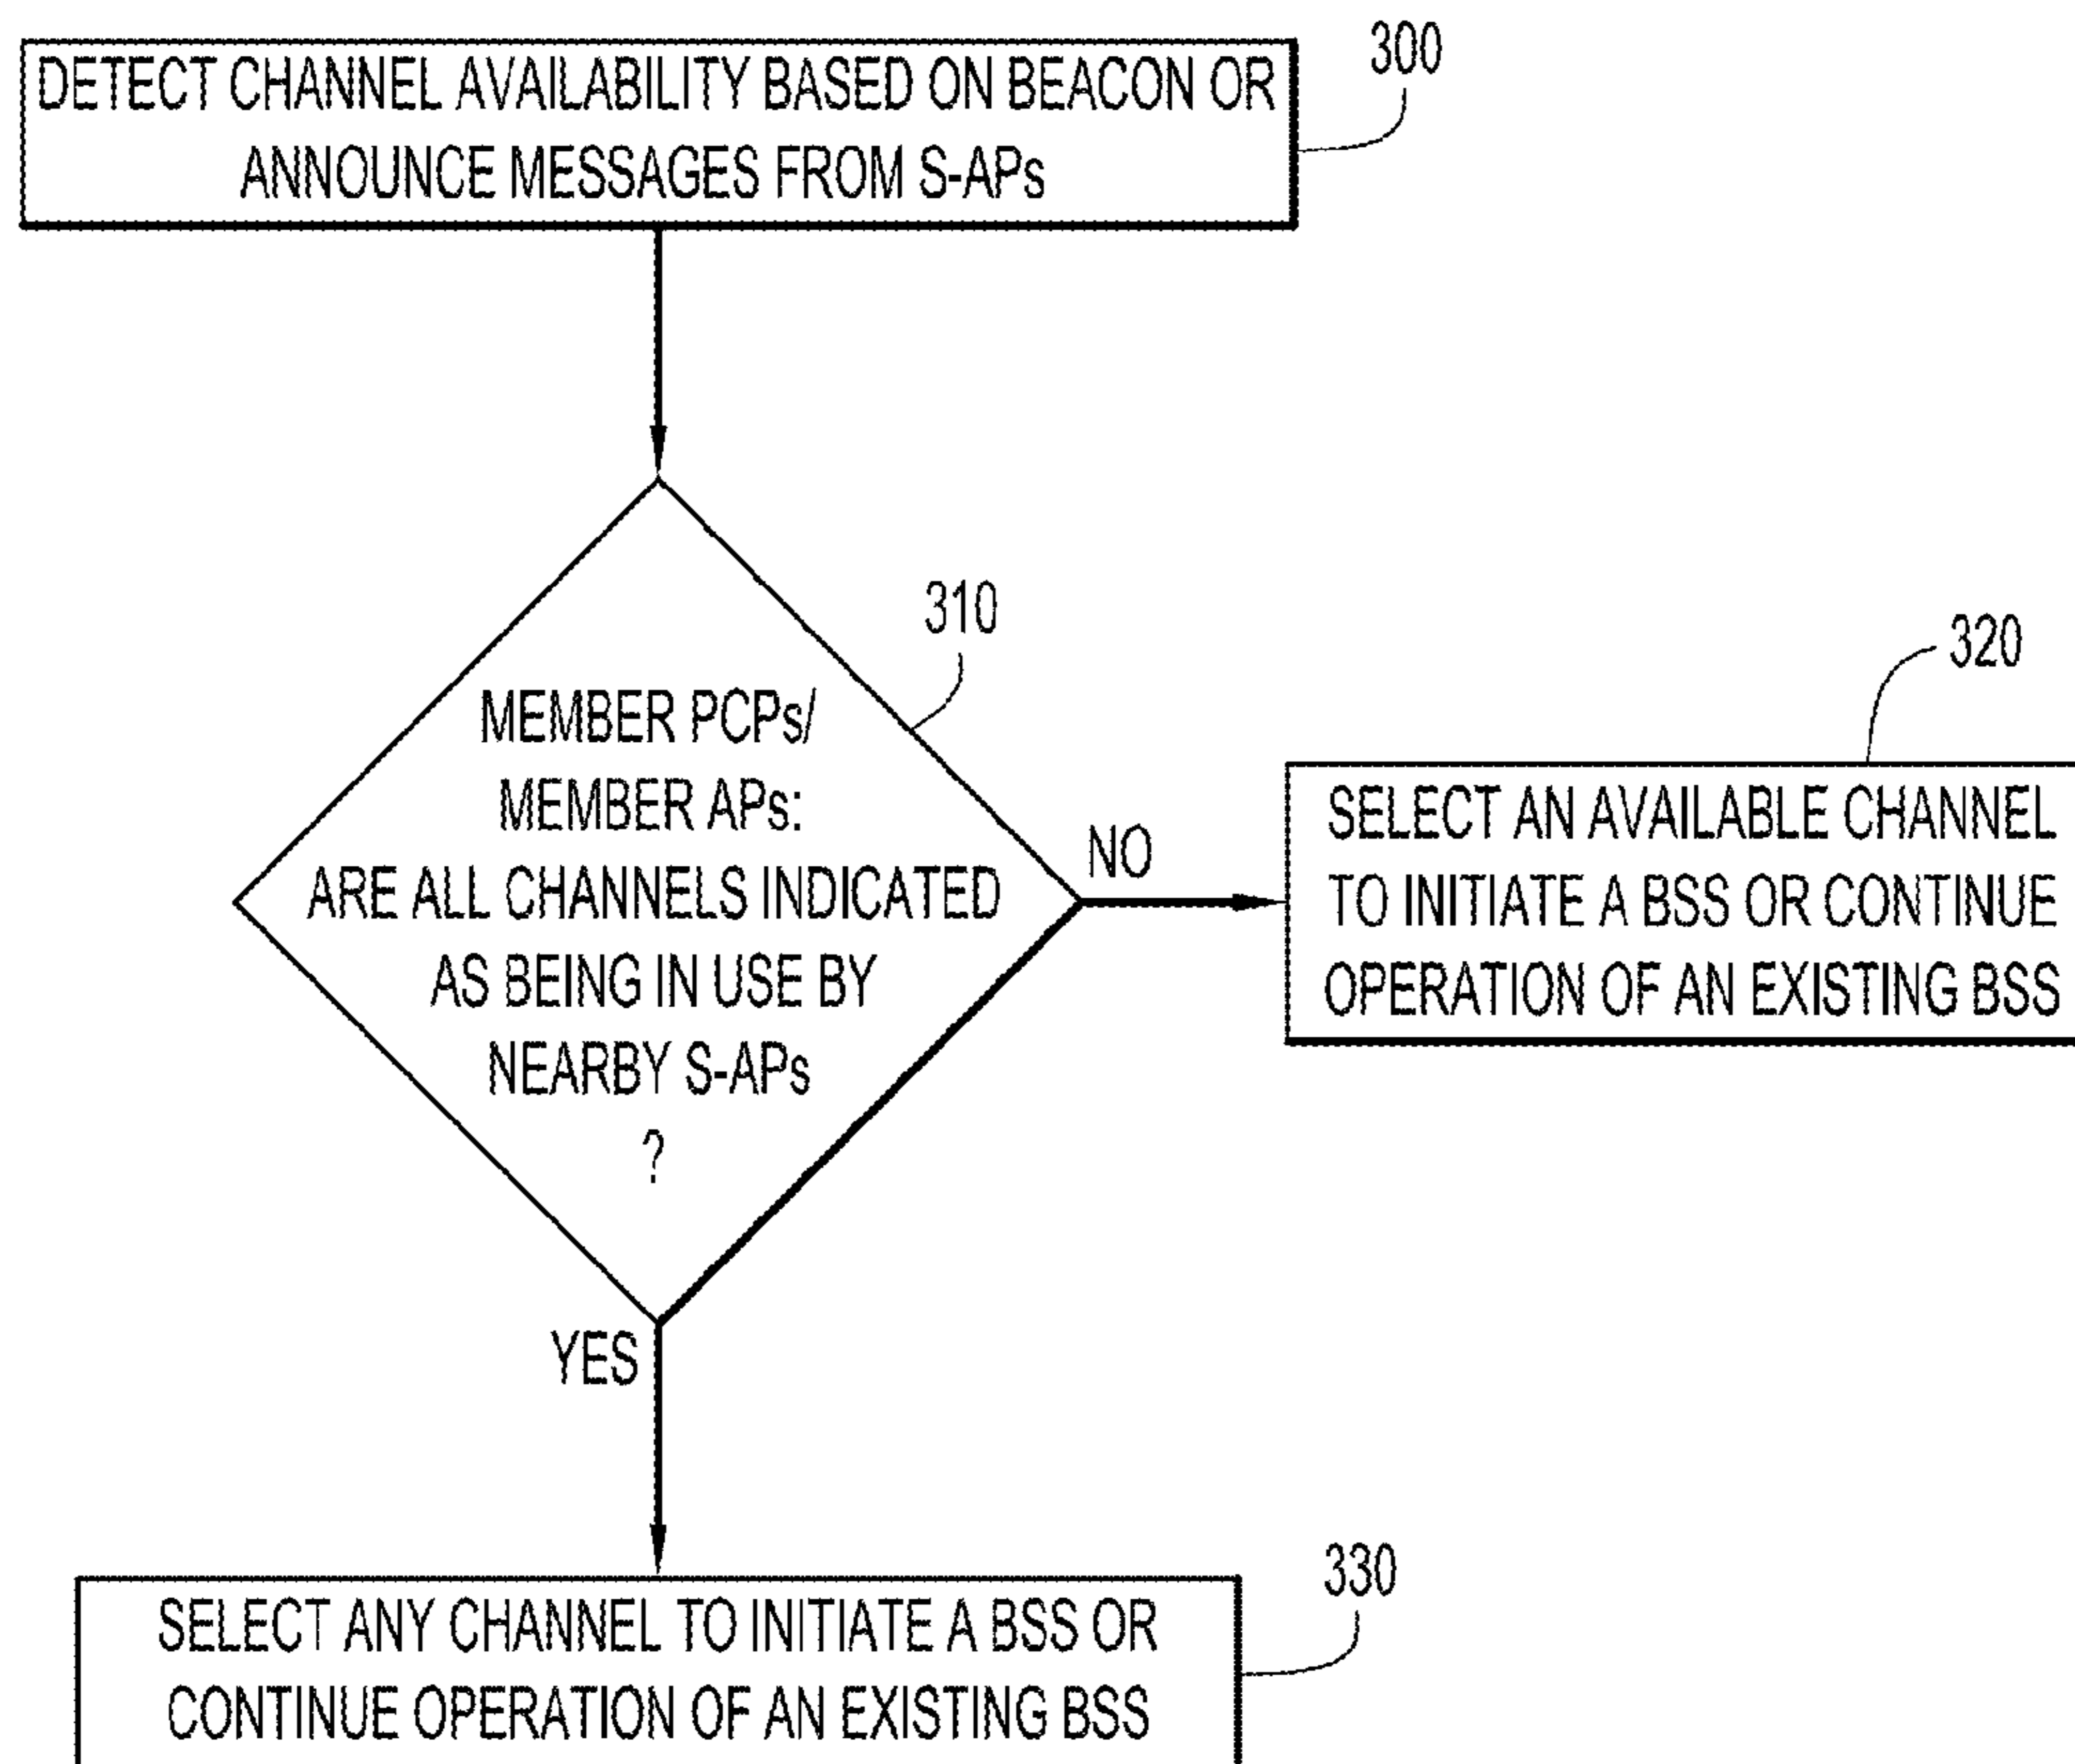 DETECT CHANNEL AVAILABILITY BASED ON BEACON OR
ANNOUNCE MESSAGES FROM S-APs
300
310
MEMBER PCPs/
MEMBER APs:
ARE ALL CHANNELS INDICATED
AS BEING IN USE BY
NEARBY S-APs
?
NO
320
SELECT AN AVAILABLE CHANNEL
TO INITIATE A BSS OR CONTINUE
OPERATION OF AN EXISTING BSS
YES
330
SELECT ANY CHANNEL TO INITIATE A BSS OR
CONTINUE OPERATION OF AN EXISTING BSS